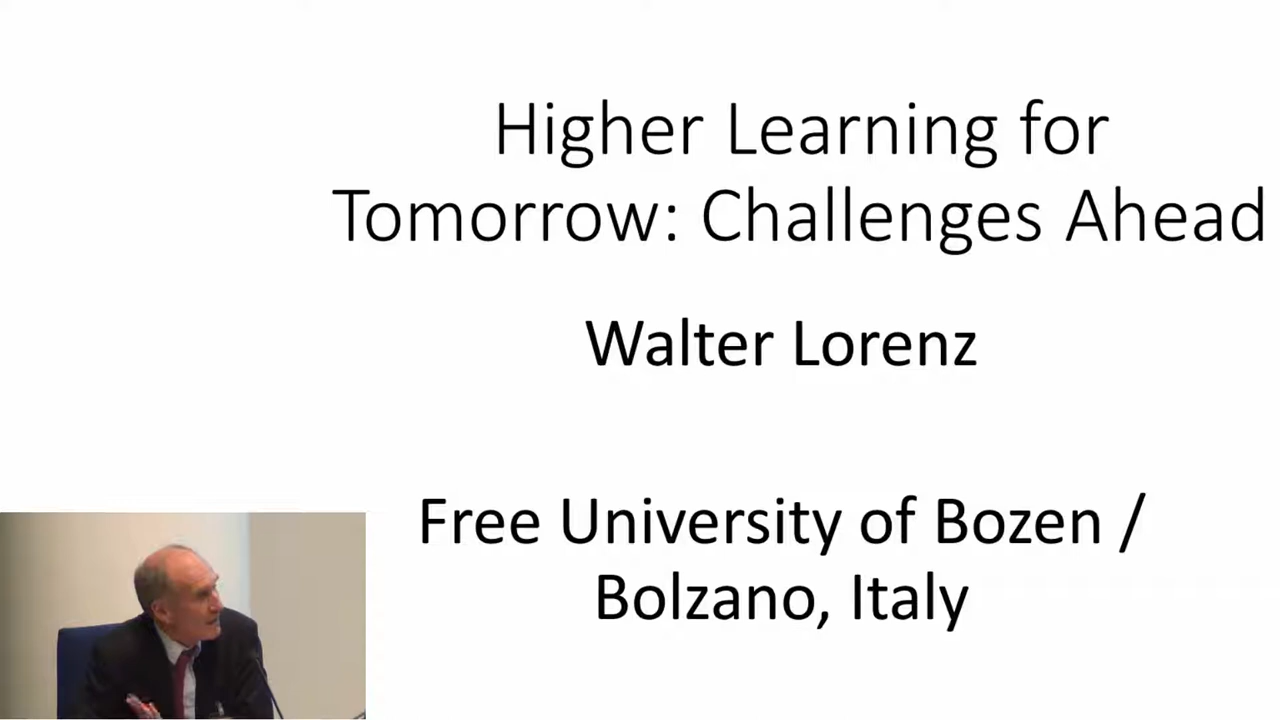 Higher Learning for
Tomorrow: Challenges Ahead
Walter Lorenz
Free University of Bozen /
Bolzano, Italy